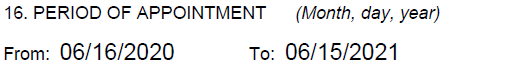 16. PERIOD OF APPOINTMENT (Month, day, year)
From: 06/16/2020 To: 06/15/2021